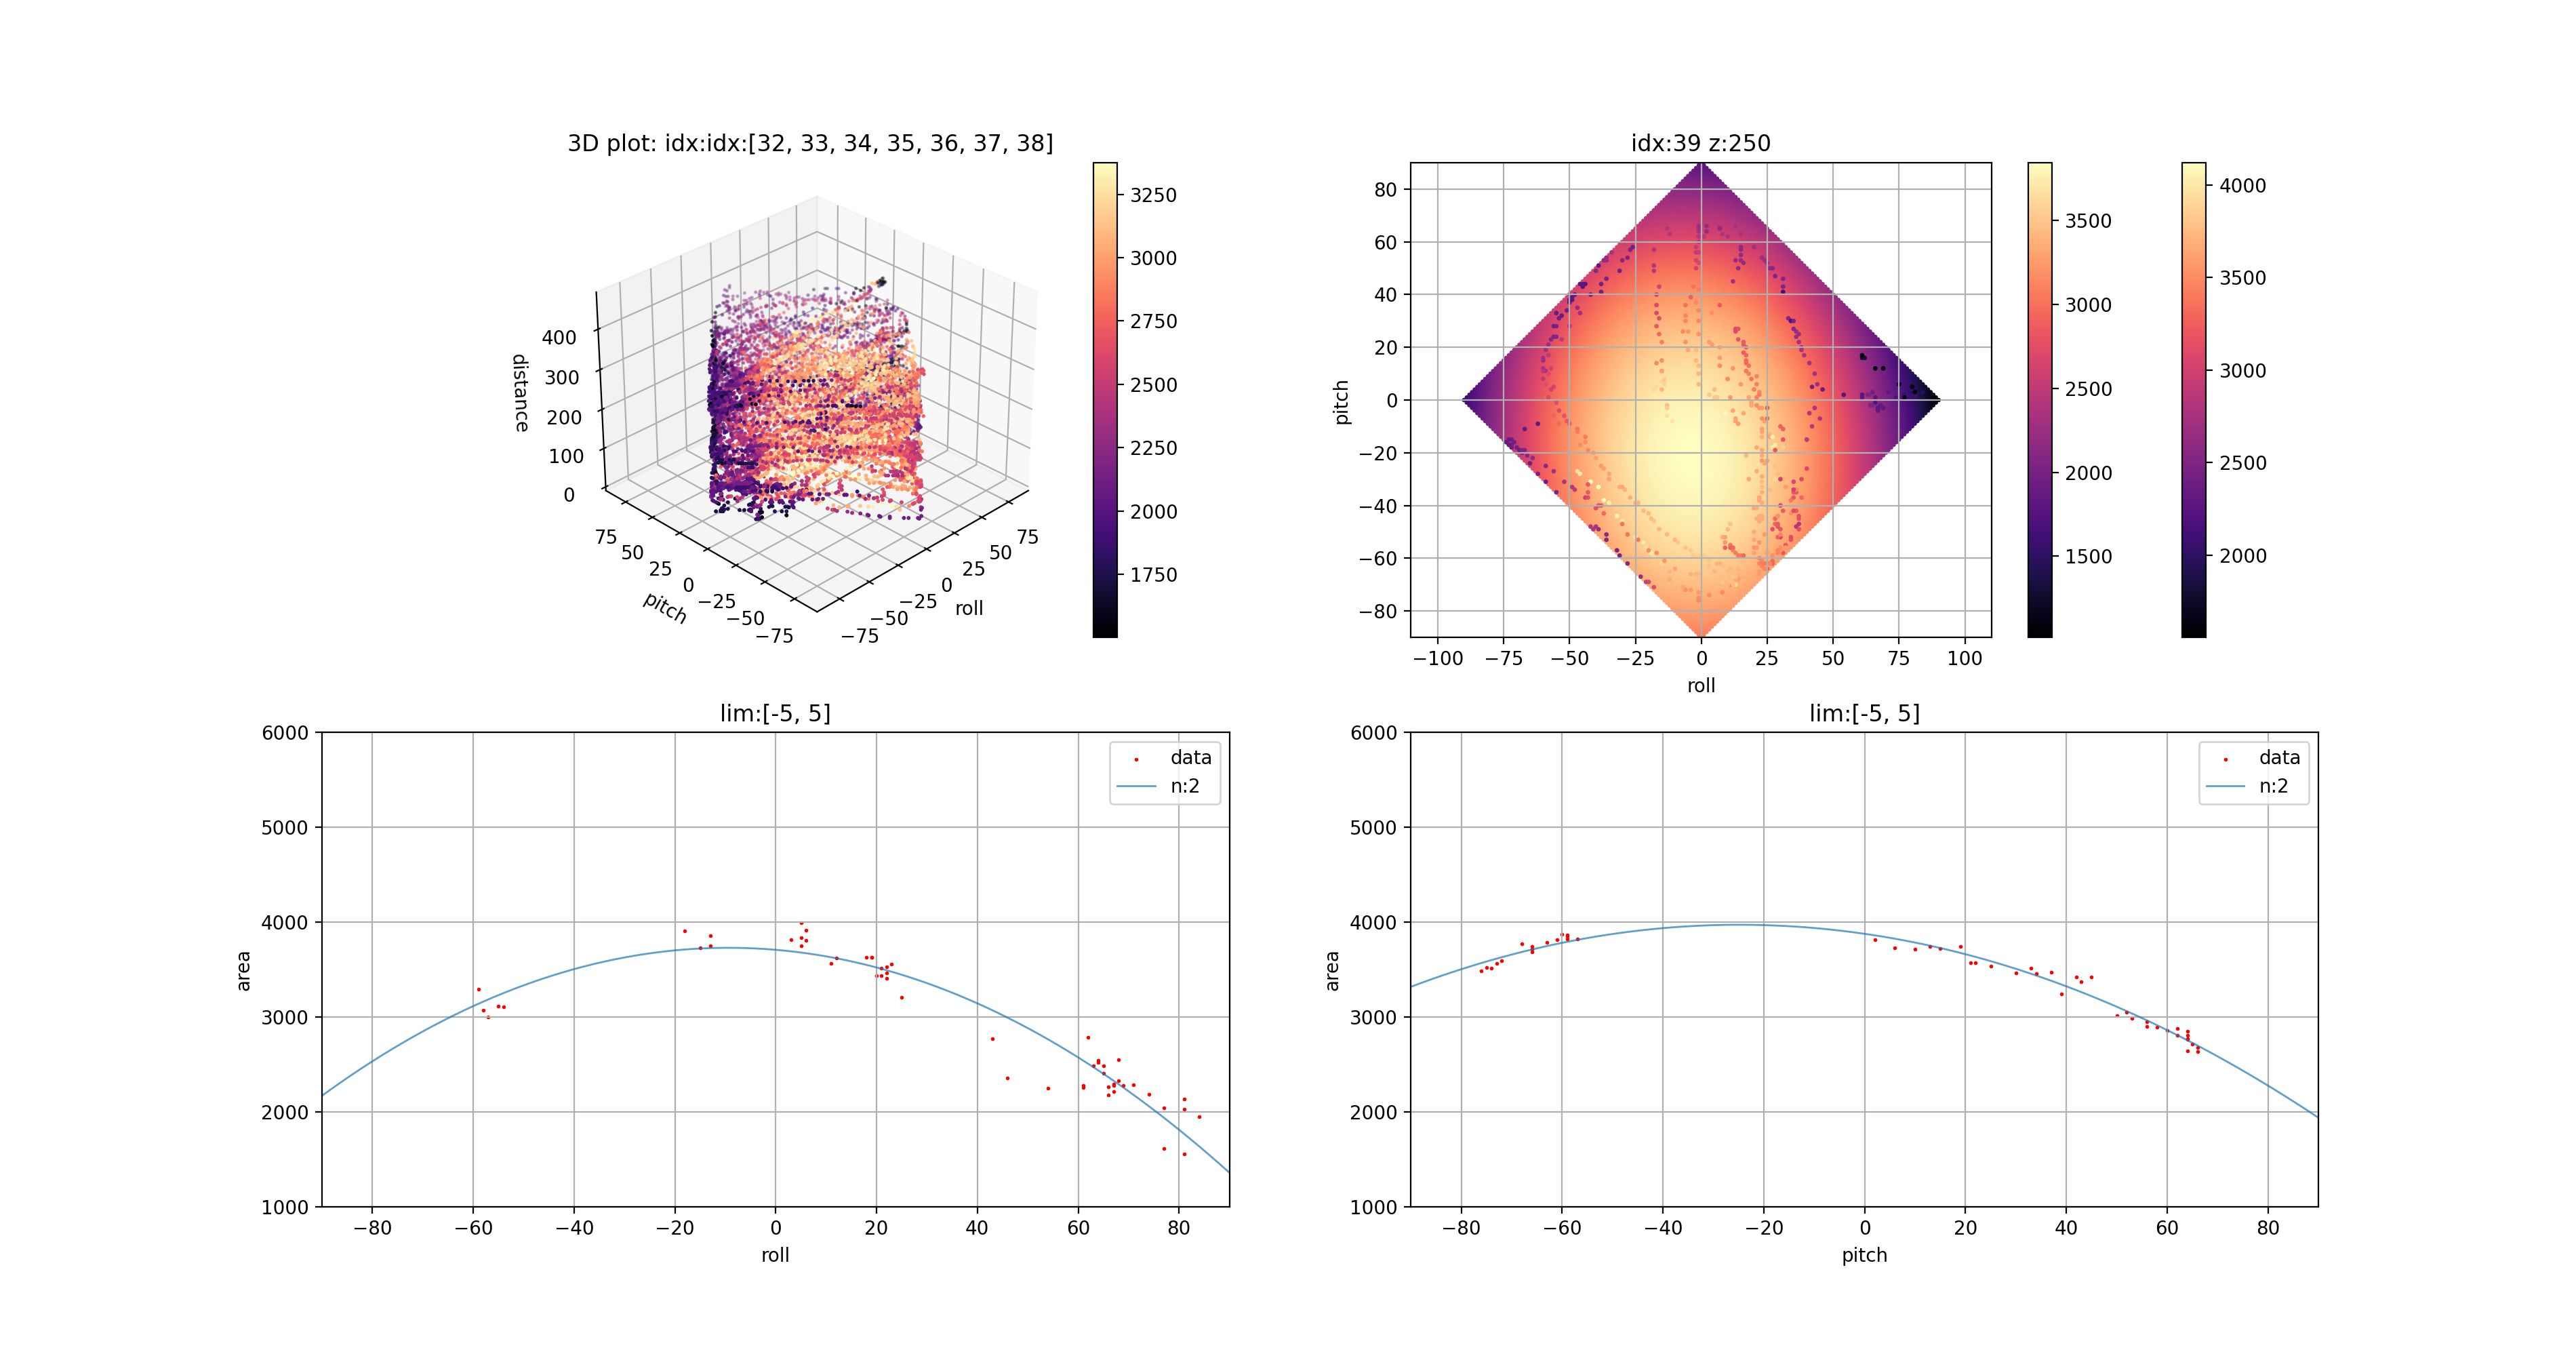 3D plot: idx:idx:[32, 33, 34, 35, 36, 37, 38]
3250
3000
2750
2500
2250
2000
1750
distance
400
300
200
100
0
75
50
25
0
−25
−50
−75
pitch
−75
−50
−25
0
25
50
75
roll
idx:39 z:250
pitch
80
60
40
20
0
−20
−40
−60
−80
−100 −75 −50 −25 0 25 50 75 100
roll
3500
3000
2500
2000
1500
4000
3500
3000
2500
2000
lim:[-5, 5]
area
6000
5000
4000
3000
2000
1000
data
n:2
−80 −60 −40 −20 0 20 40 60 80
roll
lim:[-5, 5]
area
6000
5000
4000
3000
2000
1000
data
n:2
−80 −60 −40 −20 0 20 40 60 80
pitch